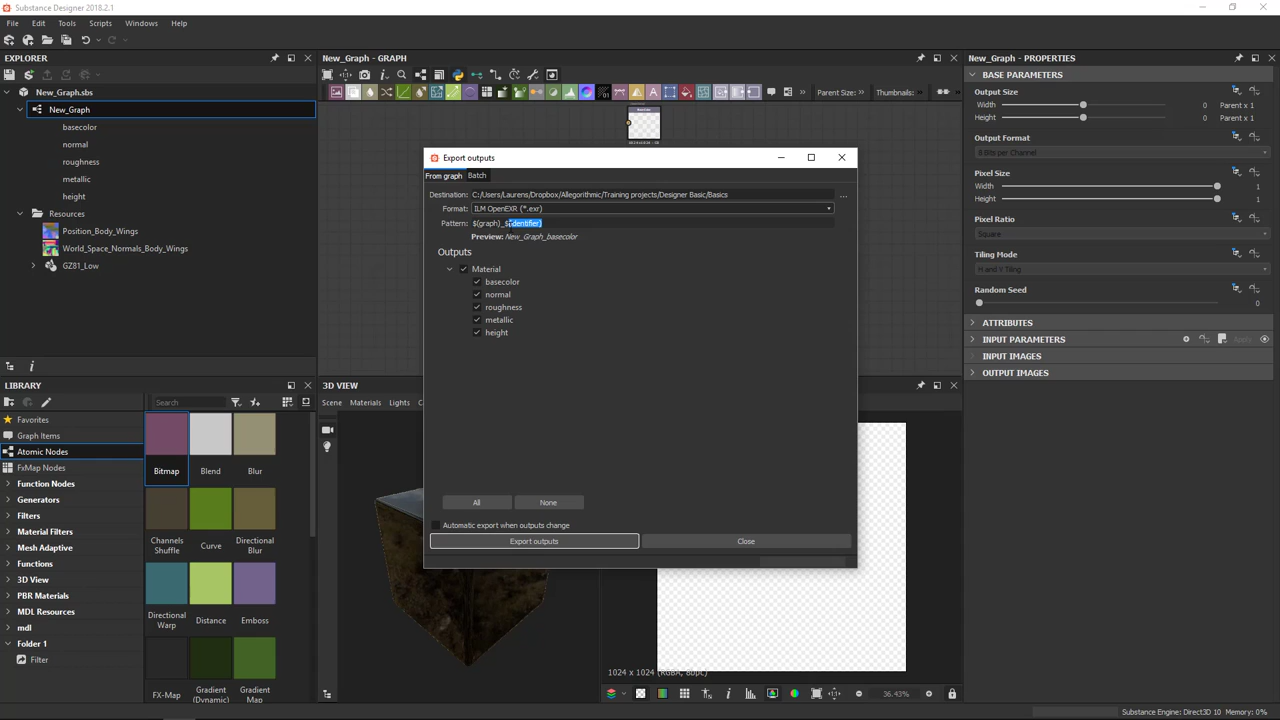 Substance Designer 2018.2.1
File Edit Tools Scripts Windows Help
EXPLORER
New_Graph.sbs
New_Graph
basecolor
normal
roughness
metallic
height
Resources
Position_Body_Wings
World_Space_Normals_Body_Wings
GZ81_Low
LIBRARY
Search
Favorites
Graph Items
Atomic Nodes
FxMap Nodes
Function Nodes
Generators
Filters
Material Filters
Mesh Adaptive
Functions
3D View
PBR Materials
MDL Resources
mdl
Folder 1
Filter
Bitmap Blend Blur
Channels Shuffle Curve Directional Blur
Directional Warp Distance Emboss
FX-Map Gradient (Dynamic) Gradient Map
New_Graph - GRAPH
Parent Size: Thumbnails:
Export outputs
From graph Batch
Destination: C:/Users/Laurens/Dropbox/Allegorithmic/Training projects/Designer Basic/Basics
Format: ILM OpenEXR (*.exr)
Pattern: $(graph)_$(identifier)
Preview: New_Graph_basecolor
Outputs
Material
basecolor
normal
roughness
metallic
height
All None
Automatic export when outputs change
Export outputs Close
3D VIEW
Scene Materials Lights
1024 x 1024 (RGBA, 8bpc)
36.43%
New_Graph - PROPERTIES
BASE PARAMETERS
Output Size
Width 0 Parent x 1
Height 0 Parent x 1
Output Format
8 Bits per Channel
Pixel Size
Width 1
Height 1
Pixel Ratio
Square
Tiling Mode
H and V Tiling
Random Seed
0
ATTRIBUTES
INPUT PARAMETERS
Apply
INPUT IMAGES
OUTPUT IMAGES
Substance Engine: Direct3D 10 Memory: 0%